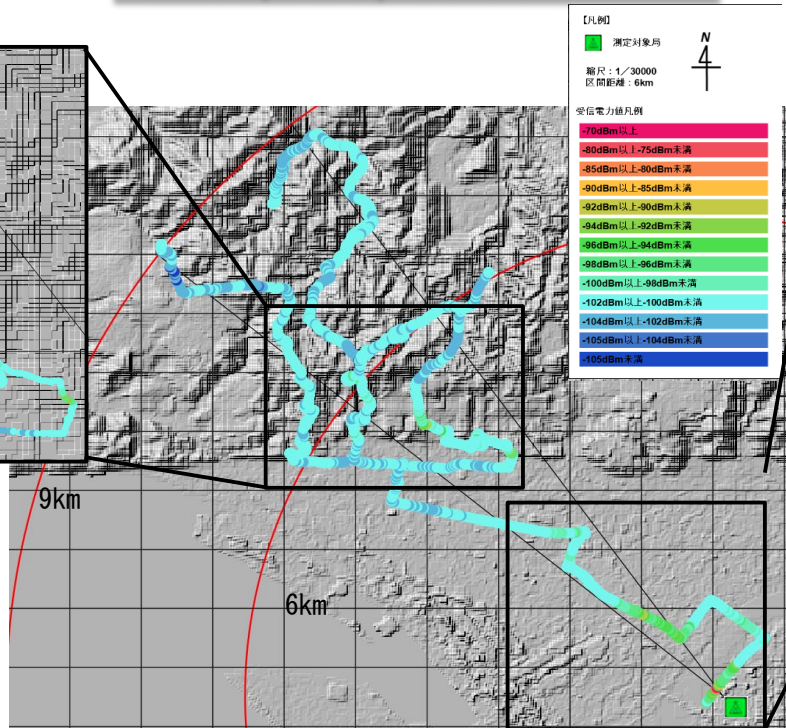 【凡例】
測定対象局
N
縮尺：1／30000
区間距離：6km
受信電力値凡例
-70dBm以上
-80dBm以上-75dBm未満
-85dBm以上-80dBm未満
-90dBm以上-85dBm未満
-92dBm以上-90dBm未満
-94dBm以上-92dBm未満
-96dBm以上-94dBm未満
-98dBm以上-96dBm未満
-100dBm以上-98dBm未満
-102dBm以上-100dBm未満
-104dBm以上-102dBm未満
-105dBm以上-104dBm未満
-105dBm未満
9km
6km